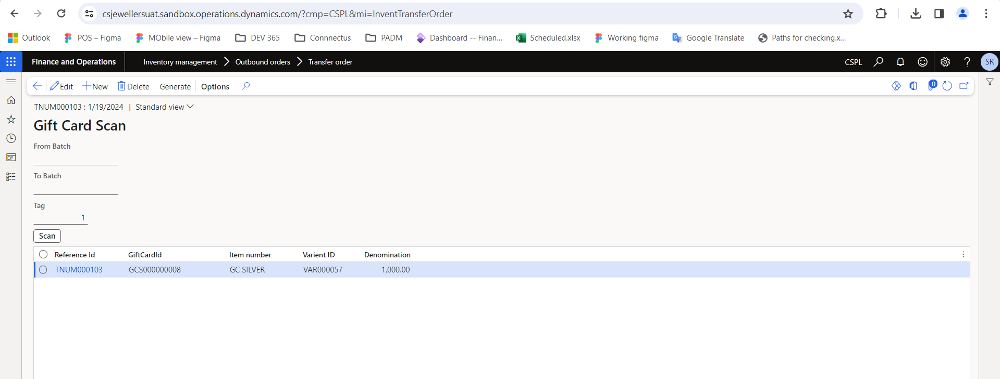 csjewellersuat.sandbox.operations.dynamics.com/?cmp=CSPL&mi=InventTransferOrder
Outlook POS – Figma MObile view – Figma DEV 365 Connnectus PADM Dashboard -- Finan... Scheduled.xlsx Working figma Google Translate Paths for checking.x...
Finance and Operations Inventory management Outbound orders Transfer order CSPL ? SR
Edit New Delete Generate Options 0
TNUM000103 : 1/19/2024 | Standard view
Gift Card Scan
From Batch
To Batch
Tag
1
Scan
Reference Id GiftCardId Item number Varient ID Denomination
TNUM000103 GCS000000008 GC SILVER VAR000057 1,000.00